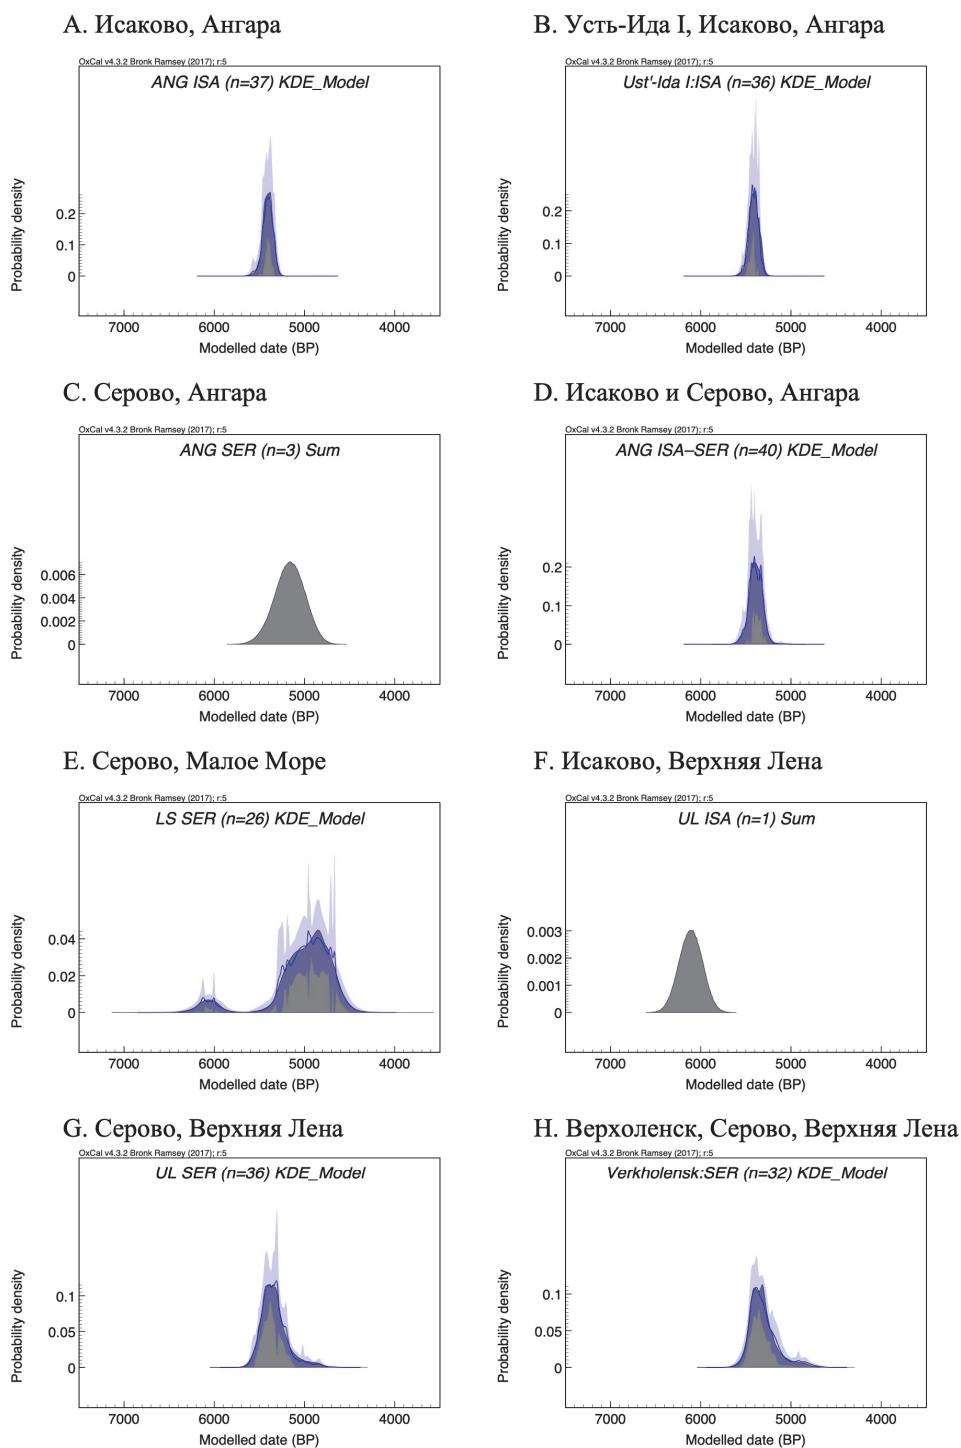 A. Исаково, Ангара
OxCal v4.3.2 Bronk Ramsey (2017); r:5
ANG ISA (n=37) KDE_Model
Probability density
0.2
0.1
0
7000 6000 5000 4000
Modelled date (BP)
B. Усть-Ида I, Исаково, Ангара
OxCal v4.3.2 Bronk Ramsey (2017); r:5
Ust'-Ida I:ISA (n=36) KDE_Model
Probability density
0.2
0.1
0
7000 6000 5000 4000
Modelled date (BP)
C. Серово, Ангара
OxCal v4.3.2 Bronk Ramsey (2017); r:5
ANG SER (n=3) Sum
Probability density
0.006
0.004
0.002
0
7000 6000 5000 4000
Modelled date (BP)
D. Исаково и Серово, Ангара
OxCal v4.3.2 Bronk Ramsey (2017); r:5
ANG ISA–SER (n=40) KDE_Model
Probability density
0.2
0.1
0
7000 6000 5000 4000
Modelled date (BP)
E. Серово, Малое Море
OxCal v4.3.2 Bronk Ramsey (2017); r:5
LS SER (n=26) KDE_Model
Probability density
0.04
0.02
0
7000 6000 5000 4000
Modelled date (BP)
F. Исаково, Верхняя Лена
OxCal v4.3.2 Bronk Ramsey (2017); r:5
UL ISA (n=1) Sum
Probability density
0.003
0.002
0.001
0
7000 6000 5000 4000
Modelled date (BP)
G. Серово, Верхняя Лена
OxCal v4.3.2 Bronk Ramsey (2017); r:5
UL SER (n=36) KDE_Model
Probability density
0.1
0.05
0
7000 6000 5000 4000
Modelled date (BP)
H. Верхоленск, Серово, Верхняя Лена
OxCal v4.3.2 Bronk Ramsey (2017); r:5
Verkholensk:SER (n=32) KDE_Model
Probability density
0.1
0.05
0
7000 6000 5000 4000
Modelled date (BP)